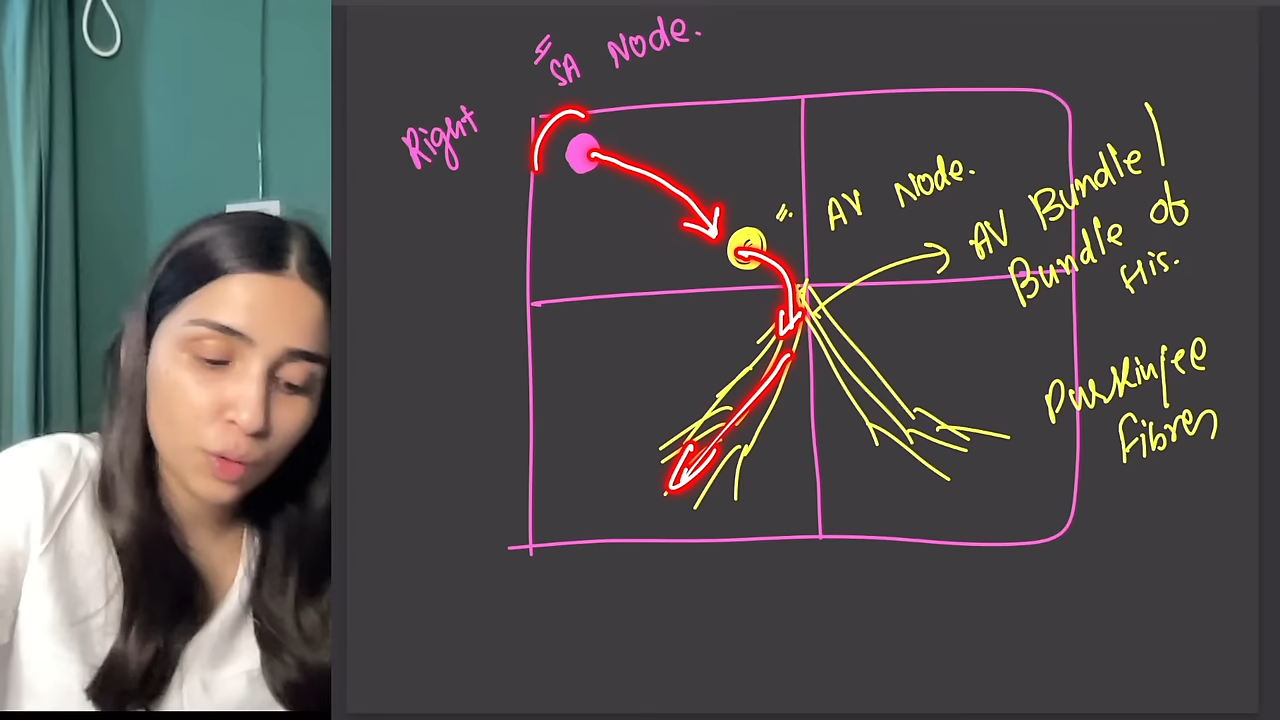 SA Node.
Right
AV Node.
AV Bundle /
Bundle of
His.
Purkinjee
Fibres